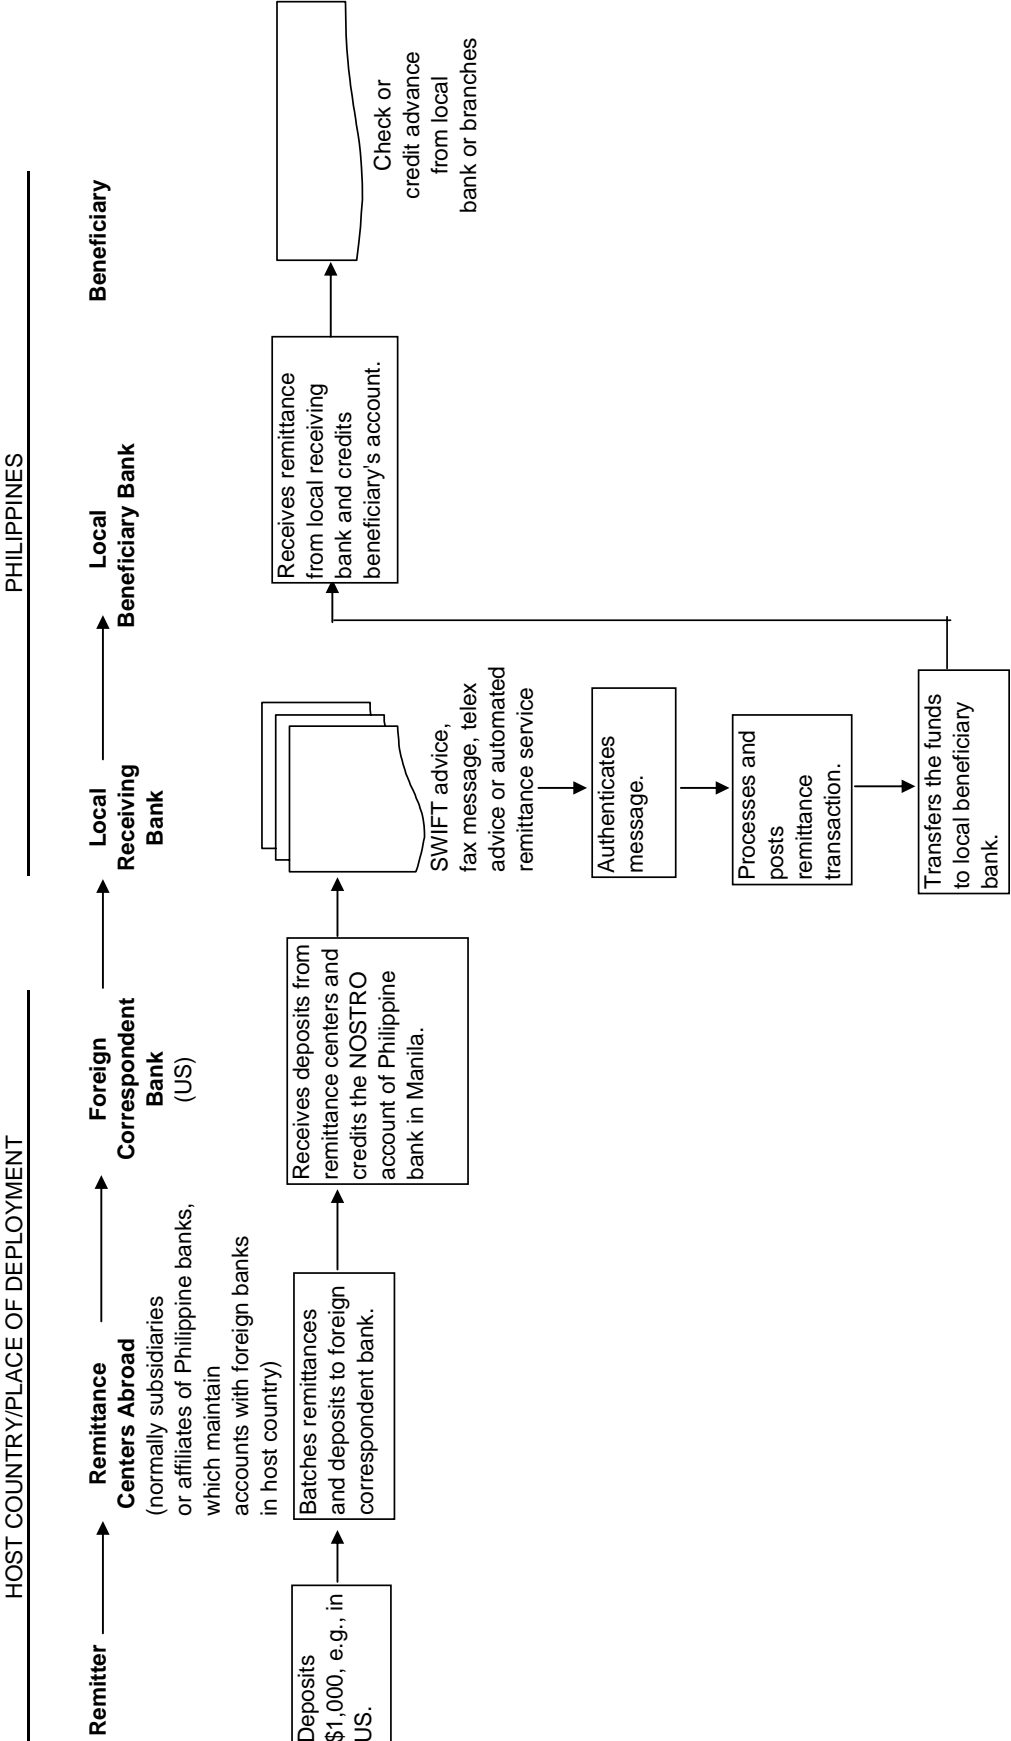 HOST COUNTRY/PLACE OF DEPLOYMENT
PHILIPPINES
Remitter
Remittance
Centers Abroad
(normally subsidiaries
or affiliates of Philippine banks,
which maintain
accounts with foreign banks
in host country)
Foreign
Correspondent
Bank
(US)
Local
Receiving
Bank
Local
Beneficiary Bank
Beneficiary
Deposits
$1,000, e.g., in
US.
Batches remittances
and deposits to foreign
correspondent bank.
Receives deposits from
remittance centers and
credits the NOSTRO
account of Philippine
bank in Manila.
SWIFT advice,
fax message, telex
advice or automated
remittance service
Authenticates
message.
Processes and
posts
remittance
transaction.
Transfers the funds
to local beneficiary
bank.
Receives remittance
from local receiving
bank and credits
beneficiary's account.
Check or
credit advance
from local
bank or branches